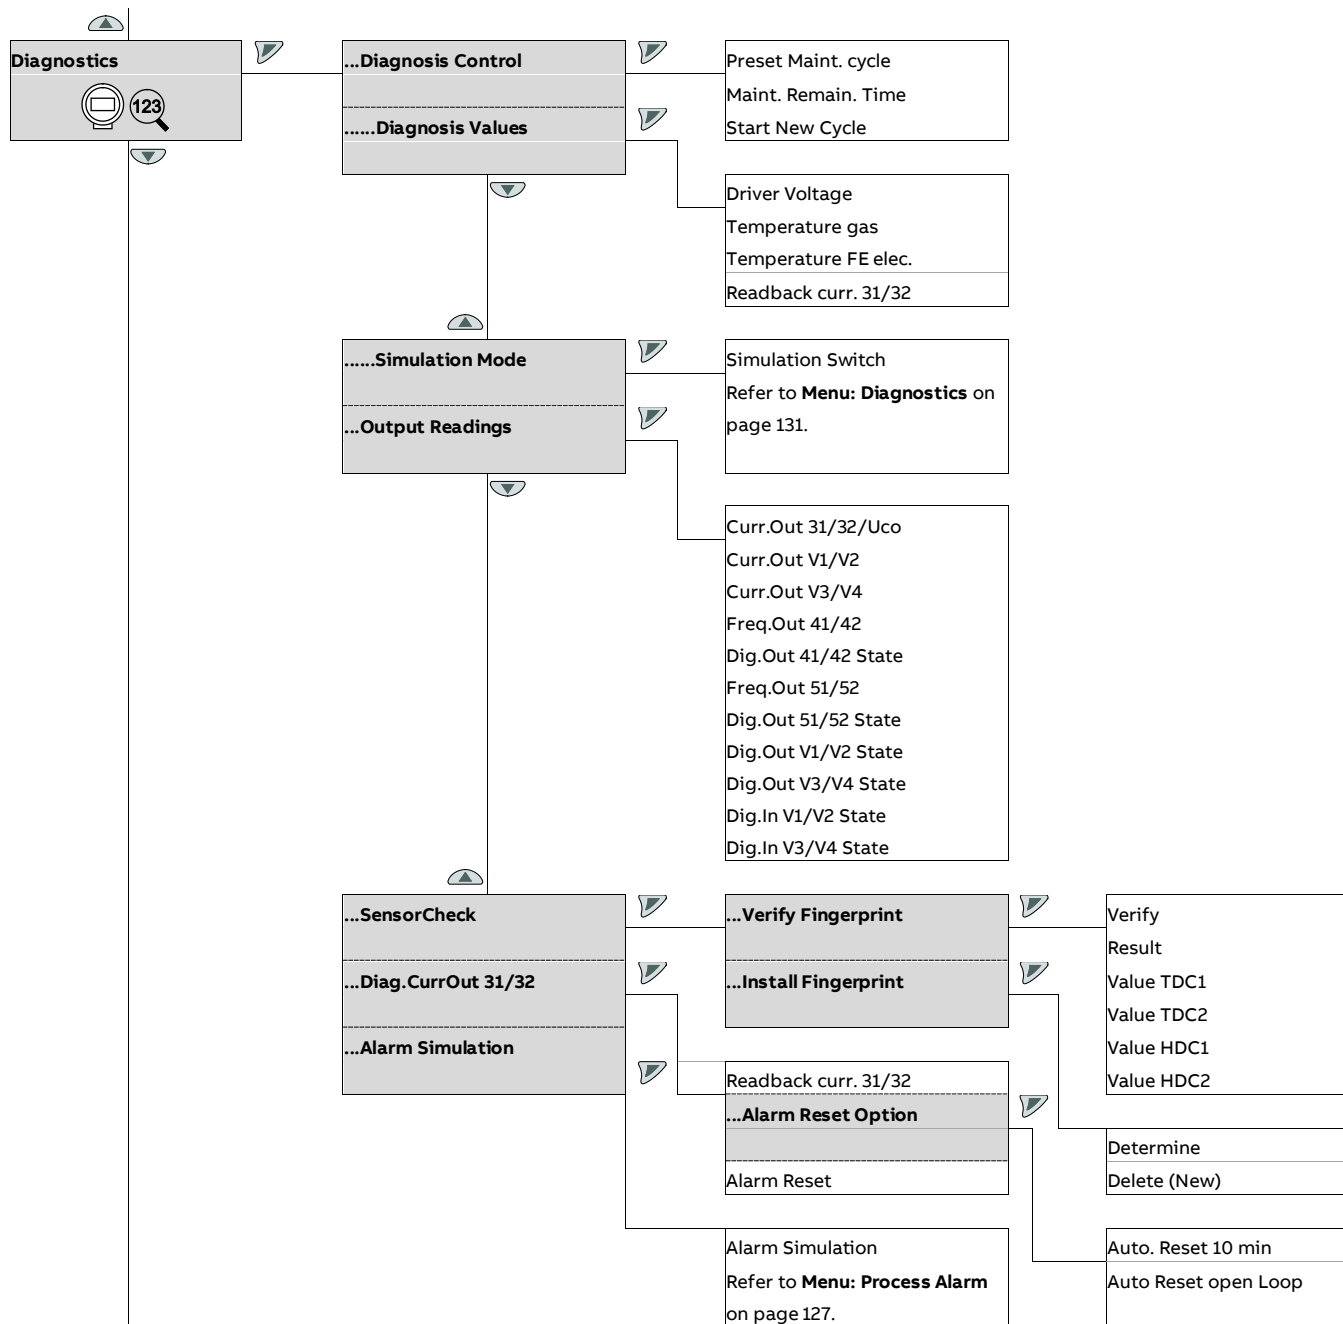 Diagnostics
123
...Diagnosis Control
......Diagnosis Values
Preset Maint. cycle
Maint. Remain. Time
Start New Cycle
Driver Voltage
Temperature gas
Temperature FE elec.
Readback curr. 31/32
......Simulation Mode
...Output Readings
Simulation Switch
Refer to Menu: Diagnostics on
page 131.
Curr.Out 31/32/Uco
Curr.Out V1/V2
Curr.Out V3/V4
Freq.Out 41/42
Dig.Out 41/42 State
Freq.Out 51/52
Dig.Out 51/52 State
Dig.Out V1/V2 State
Dig.Out V3/V4 State
Dig.In V1/V2 State
Dig.In V3/V4 State
...SensorCheck
...Diag.CurrOut 31/32
...Alarm Simulation
...Verify Fingerprint
...Install Fingerprint
Verify
Result
Value TDC1
Value TDC2
Value HDC1
Value HDC2
Readback curr. 31/32
...Alarm Reset Option
Alarm Reset
Determine
Delete (New)
Alarm Simulation
Refer to Menu: Process Alarm
on page 127.
Auto. Reset 10 min
Auto Reset open Loop